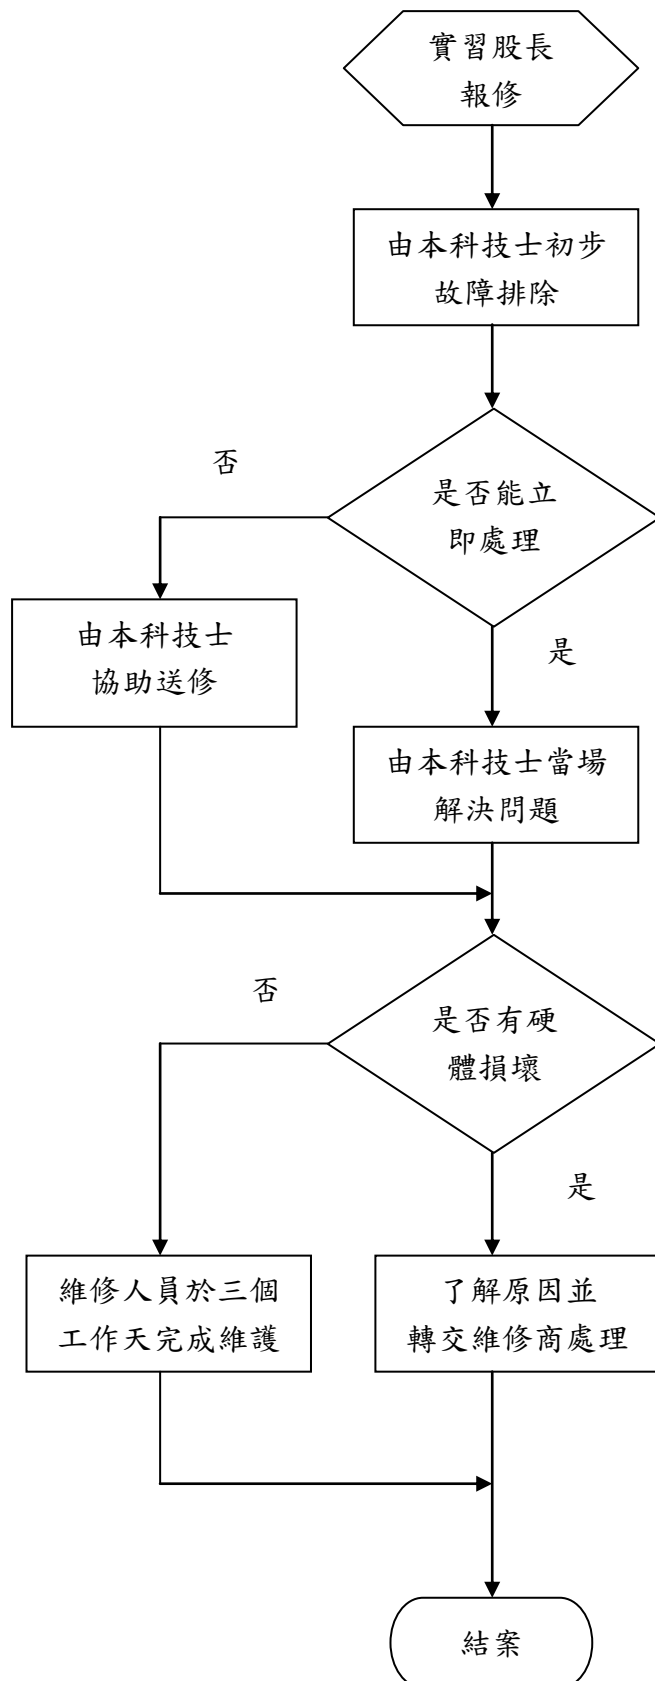 實習股長
報修
由本科技士初步
故障排除
否
是否能立
即處理
由本科技士
協助送修
是
由本科技士當場
解決問題
否
是否有硬
體損壞
是
維修人員於三個
工作天完成維護
了解原因並
轉交維修商處理
結案